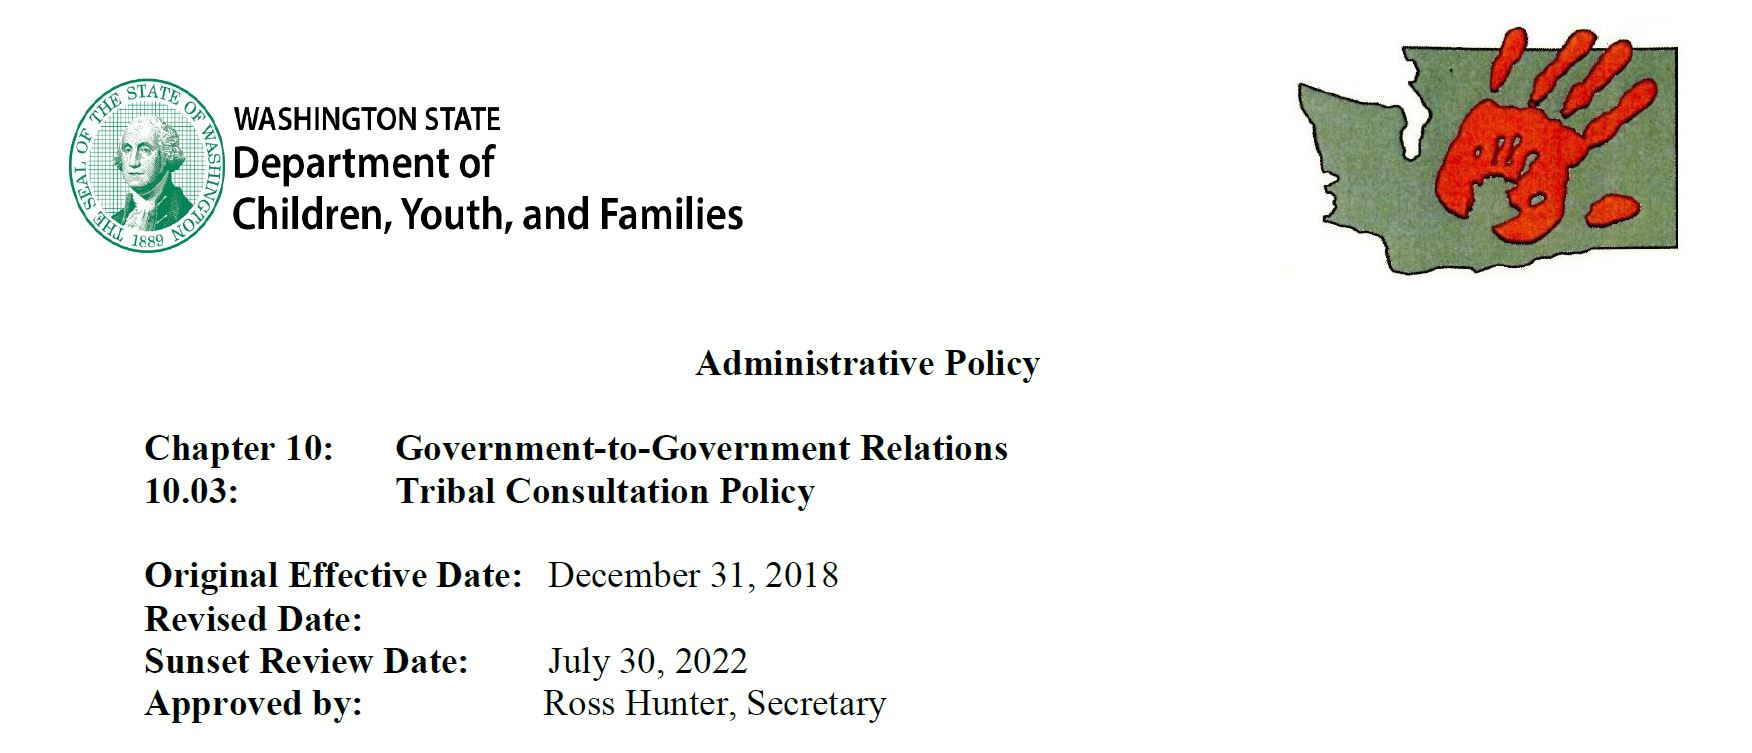 THE SEAL OF THE STATE OF WASHINGTON
1889
WASHINGTON STATE
Department of
Children, Youth, and Families
Administrative Policy
Chapter 10: Government-to-Government Relations
10.03: Tribal Consultation Policy
Original Effective Date: December 31, 2018
Revised Date:
Sunset Review Date: July 30, 2022
Approved by: Ross Hunter, Secretary